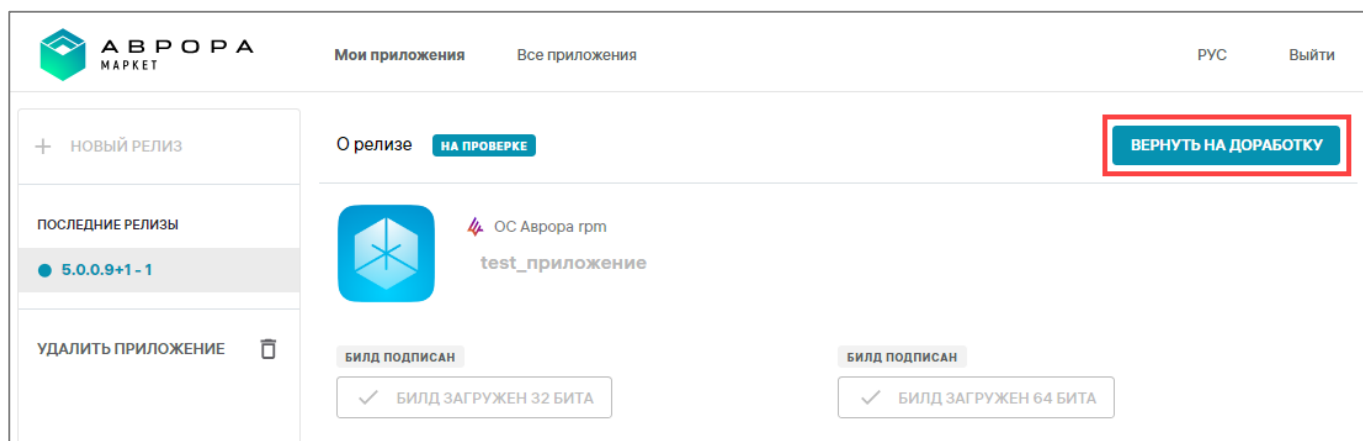 АВРОРА
МАРКЕТ
Мои приложения
Все приложения
РУС
Выйти
НОВЫЙ РЕЛИЗ
ПОСЛЕДНИЕ РЕЛИЗЫ
5.0.0.9+1 - 1
УДАЛИТЬ ПРИЛОЖЕНИЕ
О релизе
НА ПРОВЕРКЕ
ВЕРНУТЬ НА ДОРАБОТКУ
ОС Аврора rpm
test_приложение
БИЛД ПОДПИСАН
БИЛД ЗАГРУЖЕН 32 БИТА
БИЛД ПОДПИСАН
БИЛД ЗАГРУЖЕН 64 БИТА